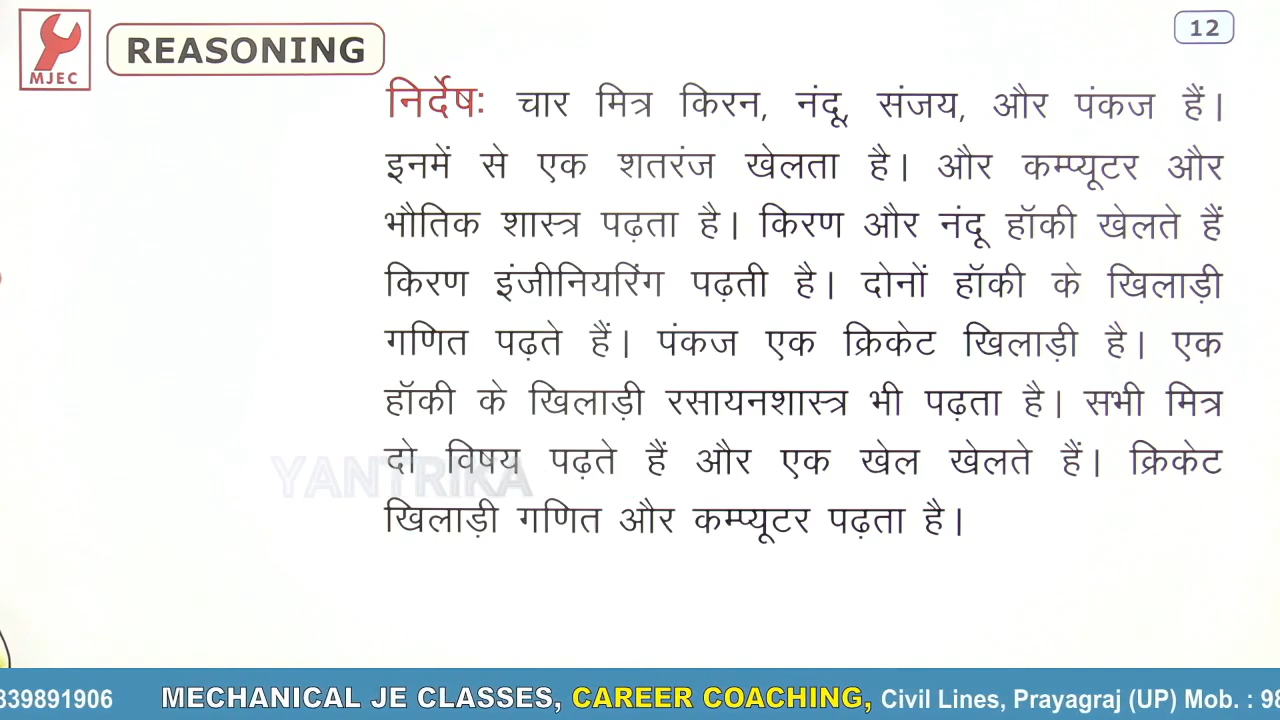 MJEC
REASONING
12
निर्देष: चार मित्र किरन, नंदू, संजय, और पंकज हैं।
इनमें से एक शतरंज खेलता है। और कम्प्यूटर और
भौतिक शास्त्र पढ़ता है। किरण और नंदू हॉकी खेलते हैं
किरण इंजीनियरिंग पढ़ती है। दोनों हॉकी के खिलाड़ी
गणित पढ़ते हैं। पंकज एक क्रिकेट खिलाड़ी है। एक
हॉकी के खिलाड़ी रसायनशास्त्र भी पढ़ता है। सभी मित्र
दो विषय पढ़ते हैं और एक खेल खेलते हैं। क्रिकेट
खिलाड़ी गणित और कम्प्यूटर पढ़ता है।
YANTRIKA
839891906 MECHANICAL JE CLASSES, CAREER COACHING, Civil Lines, Prayagraj (UP) Mob. : 98